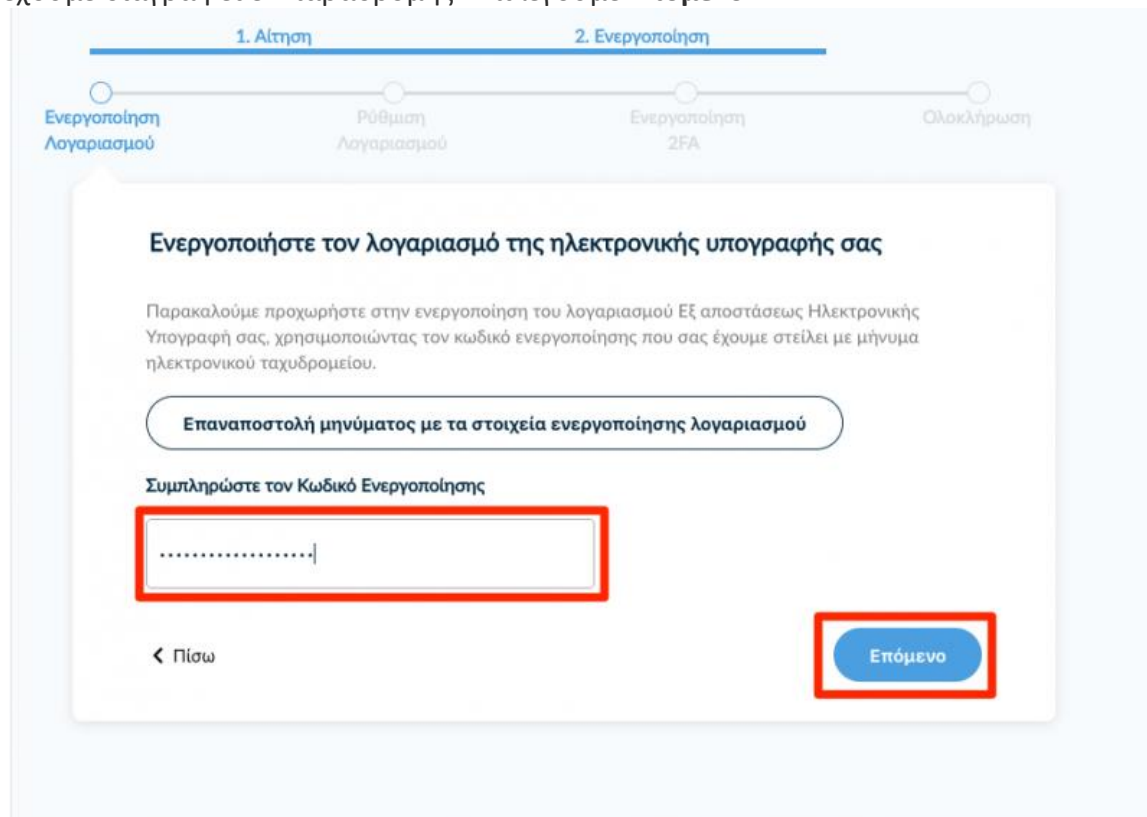 1. Αίτηση 2. Ενεργοποίηση
Ενεργοποίηση Λογαριασμού
Ρύθμιση Λογαριασμού
Ενεργοποίηση 2FA
Ολοκλήρωση
Ενεργοποιήστε τον λογαριασμό της ηλεκτρονικής υπογραφής σας
Παρακαλούμε προχωρήστε στην ενεργοποίηση του λογαριασμού Εξ αποστάσεως Ηλεκτρονικής
Υπογραφή σας, χρησιμοποιώντας τον κωδικό ενεργοποίησης που σας έχουμε στείλει με μήνυμα
ηλεκτρονικού ταχυδρομείου.
Επαναποστολή μηνύματος με τα στοιχεία ενεργοποίησης λογαριασμού
Συμπληρώστε τον Κωδικό Ενεργοποίησης
Πίσω
Επόμενο